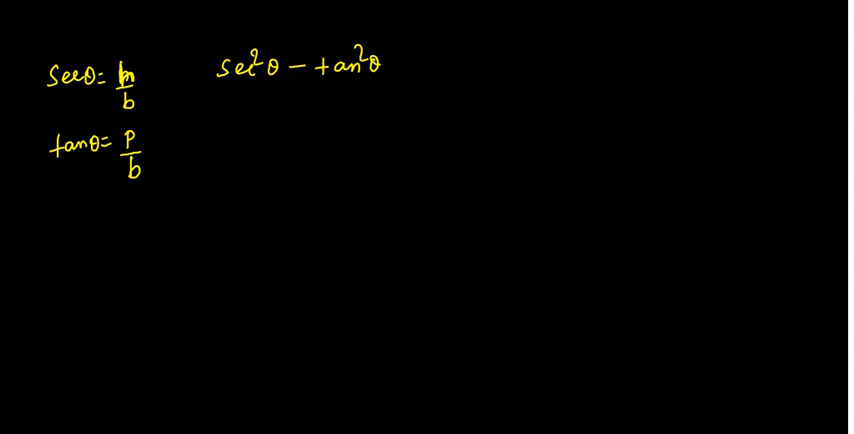 secθ = h/b
sec²θ − tan²θ
tanθ = p/b